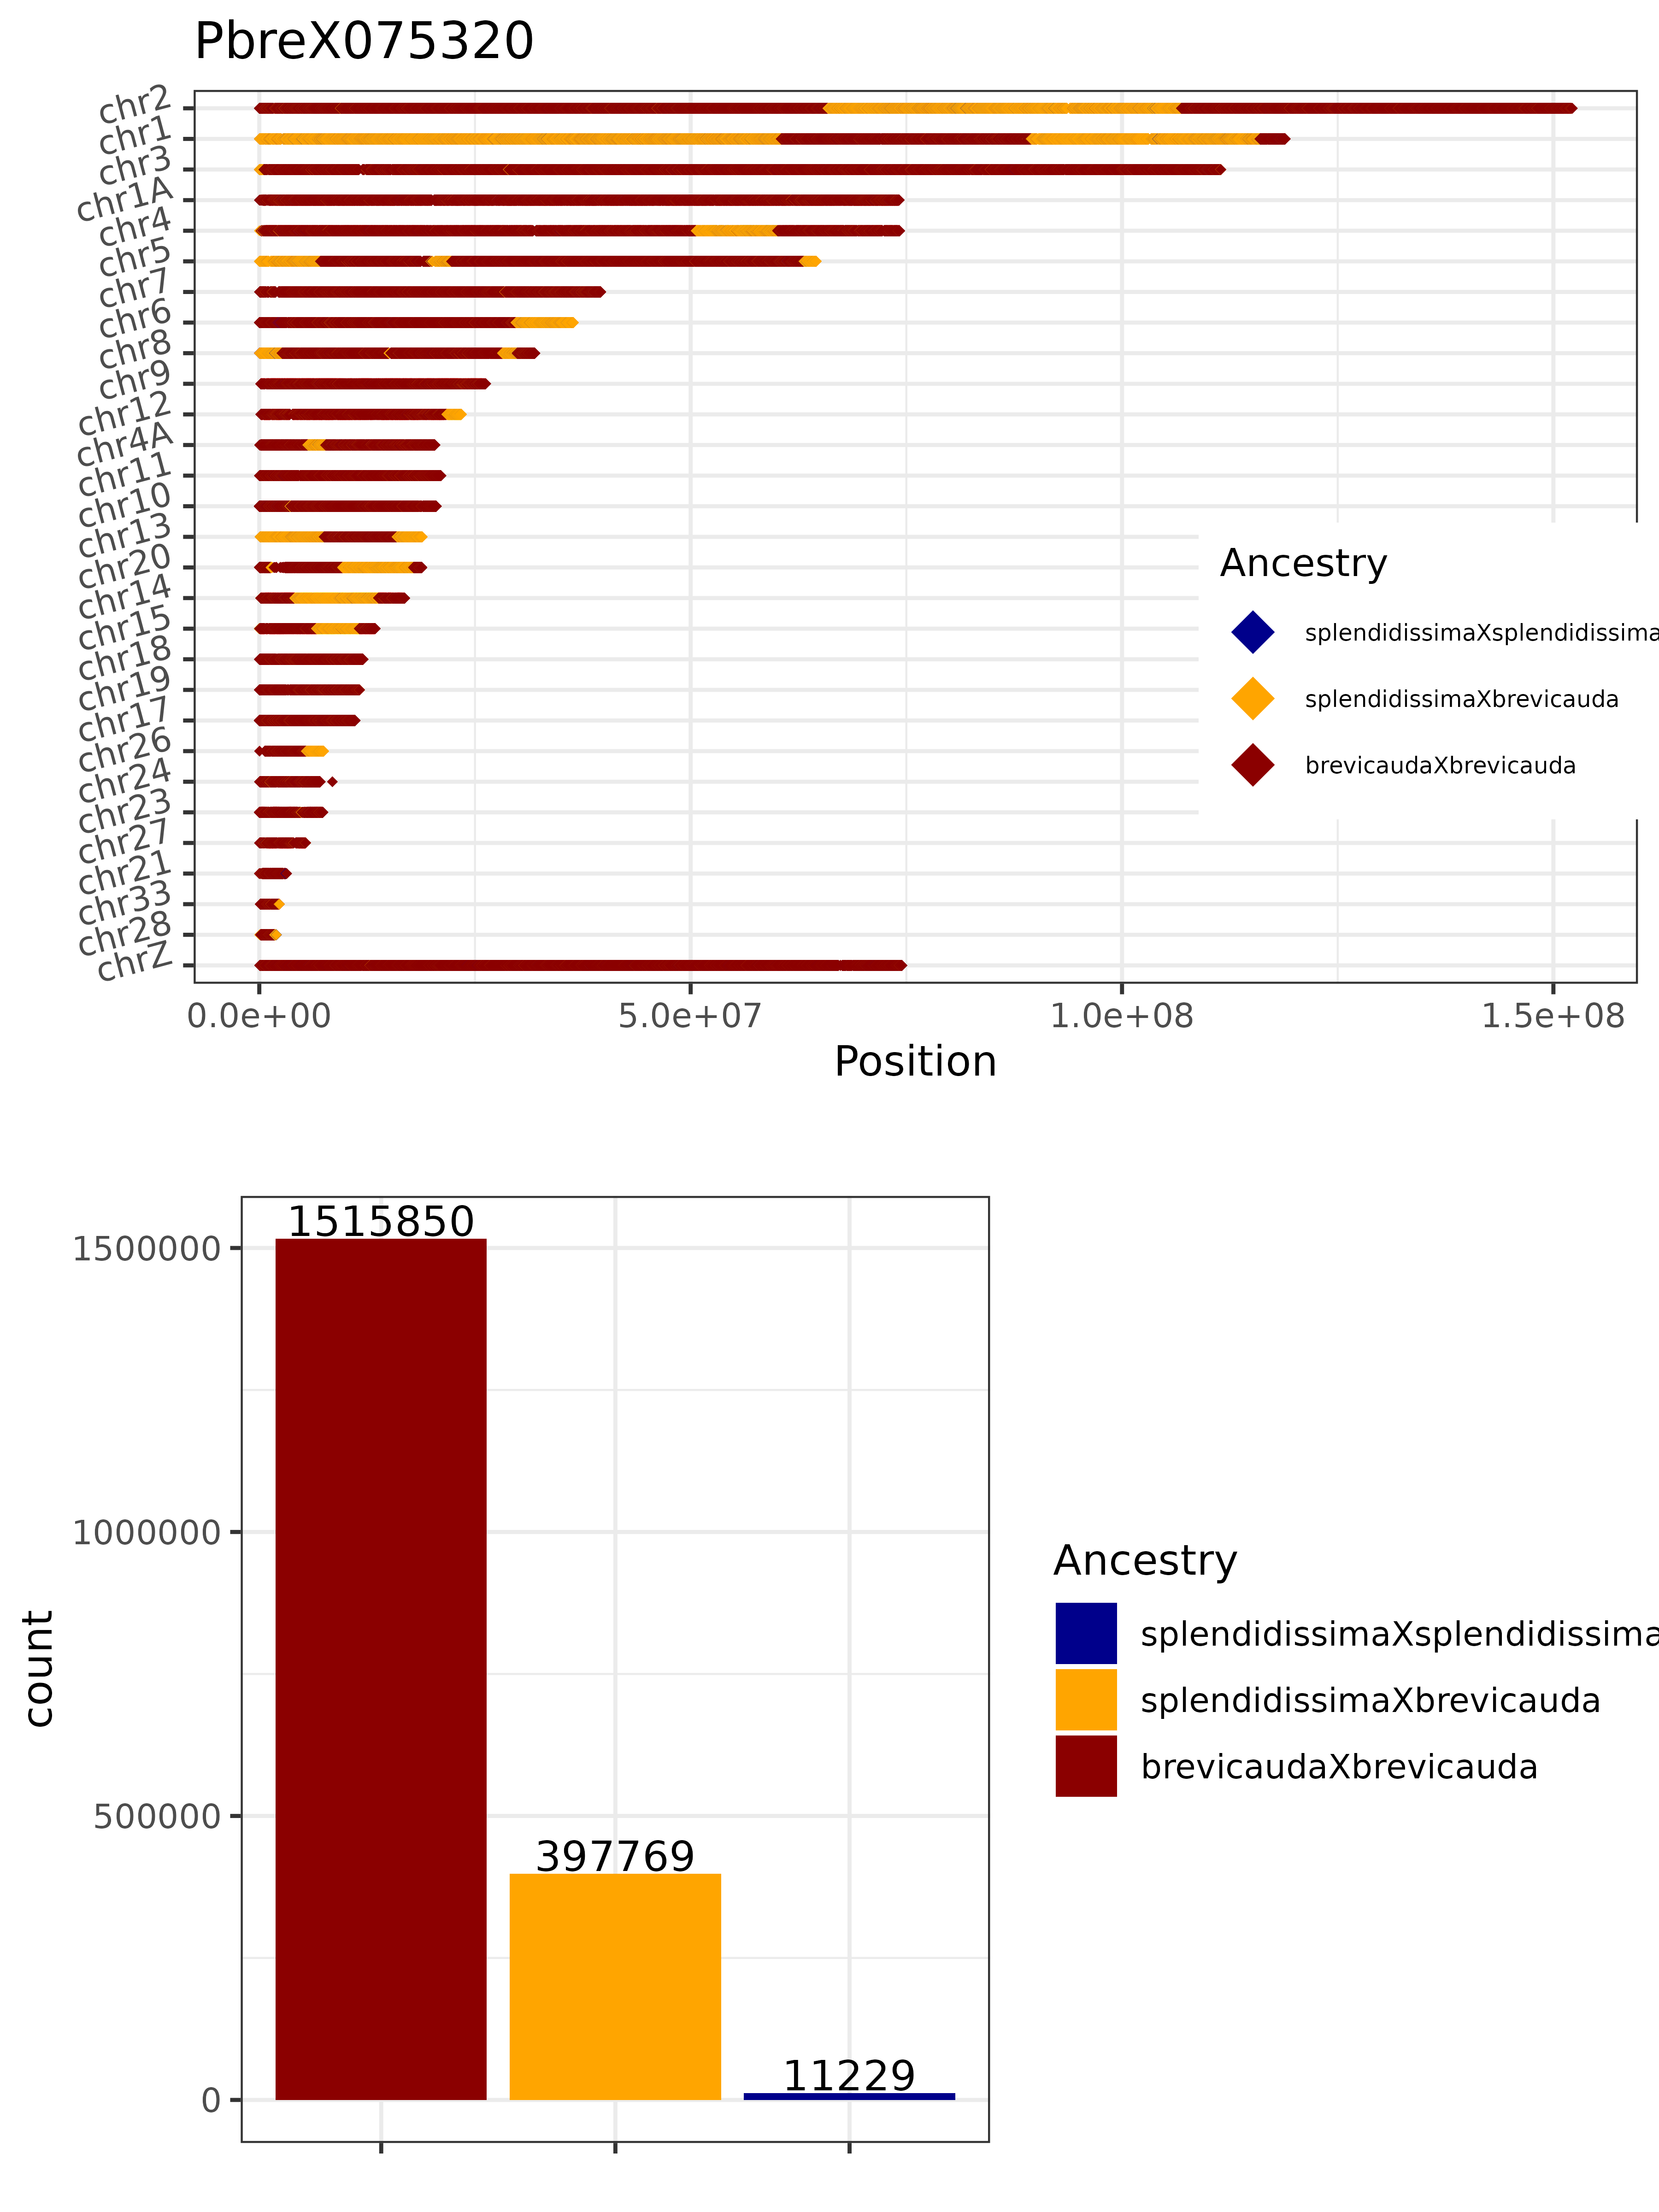 PbreX075320
chr2
chr1
chr3
chr1A
chr4
chr5
chr7
chr6
chr8
chr9
chr12
chr4A
chr11
chr10
chr13
chr20
chr14
chr15
chr18
chr19
chr17
chr26
chr24
chr23
chr27
chr21
chr33
chr28
chrZ
Ancestry
splendidissimaXsplendidissima
splendidissimaXbrevicauda
brevicaudaXbrevicauda
0.0e+00 5.0e+07 1.0e+08 1.5e+08
Position
1515850
1500000
1000000
500000
0
count
397769
11229
Ancestry
splendidissimaXsplendidissima
splendidissimaXbrevicauda
brevicaudaXbrevicauda